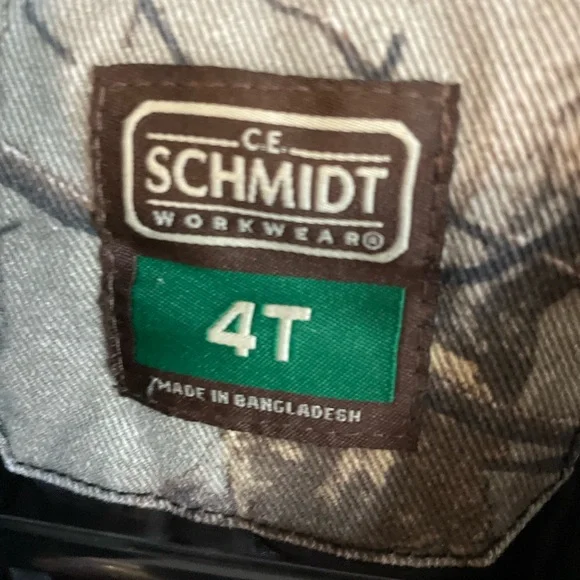 C.E.
SCHMIDT
WORKWEAR®
4T
MADE IN BANGLADESH